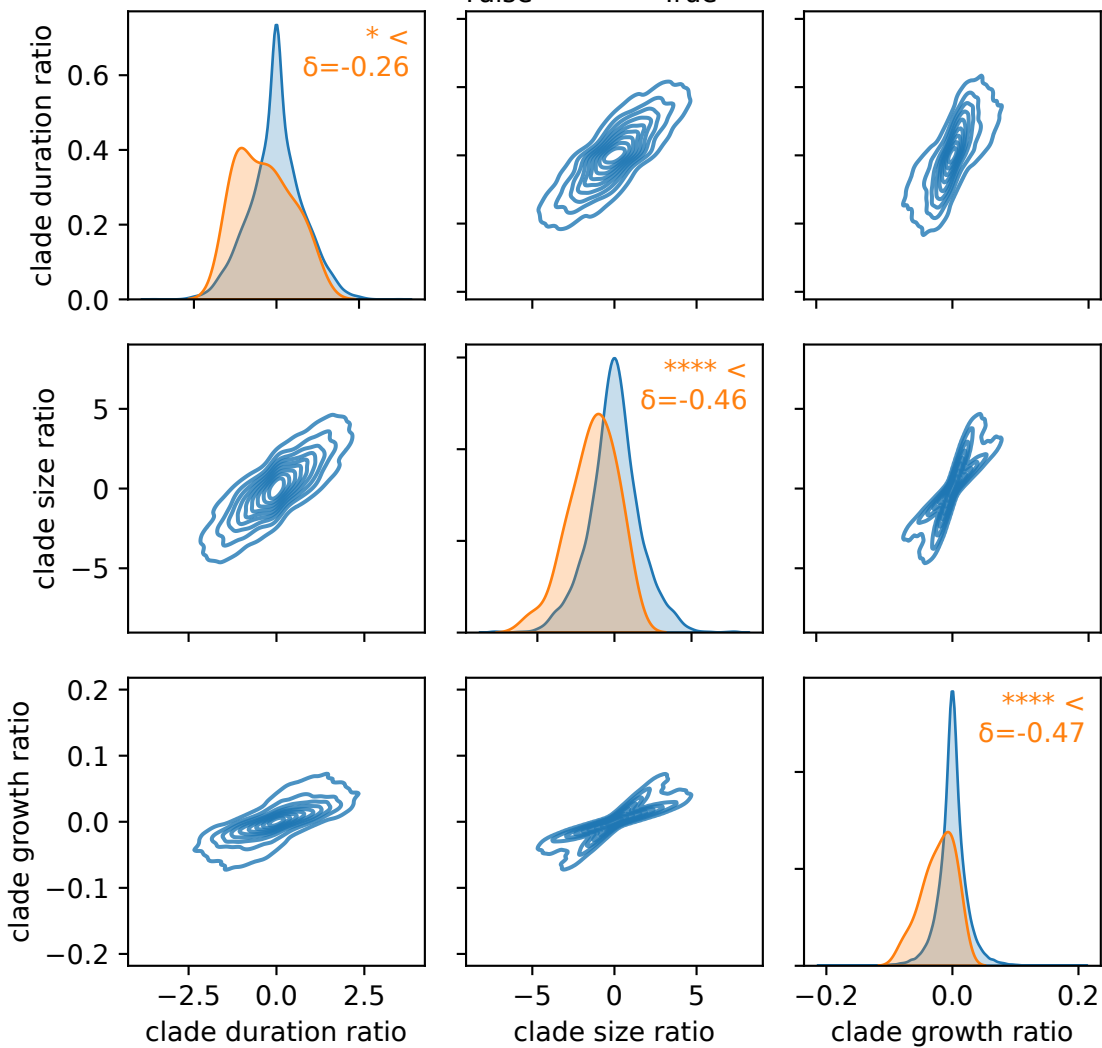 * <
δ=-0.26
clade duration ratio
0.6
0.4
0.2
0.0
**** <
δ=-0.46
clade size ratio
5
0
−5
**** <
δ=-0.47
clade growth ratio
0.2
0.1
0.0
−0.1
−0.2
−2.5 0.0 2.5 −5 0 5 −0.2 0.0 0.2
clade duration ratio clade size ratio clade growth ratio